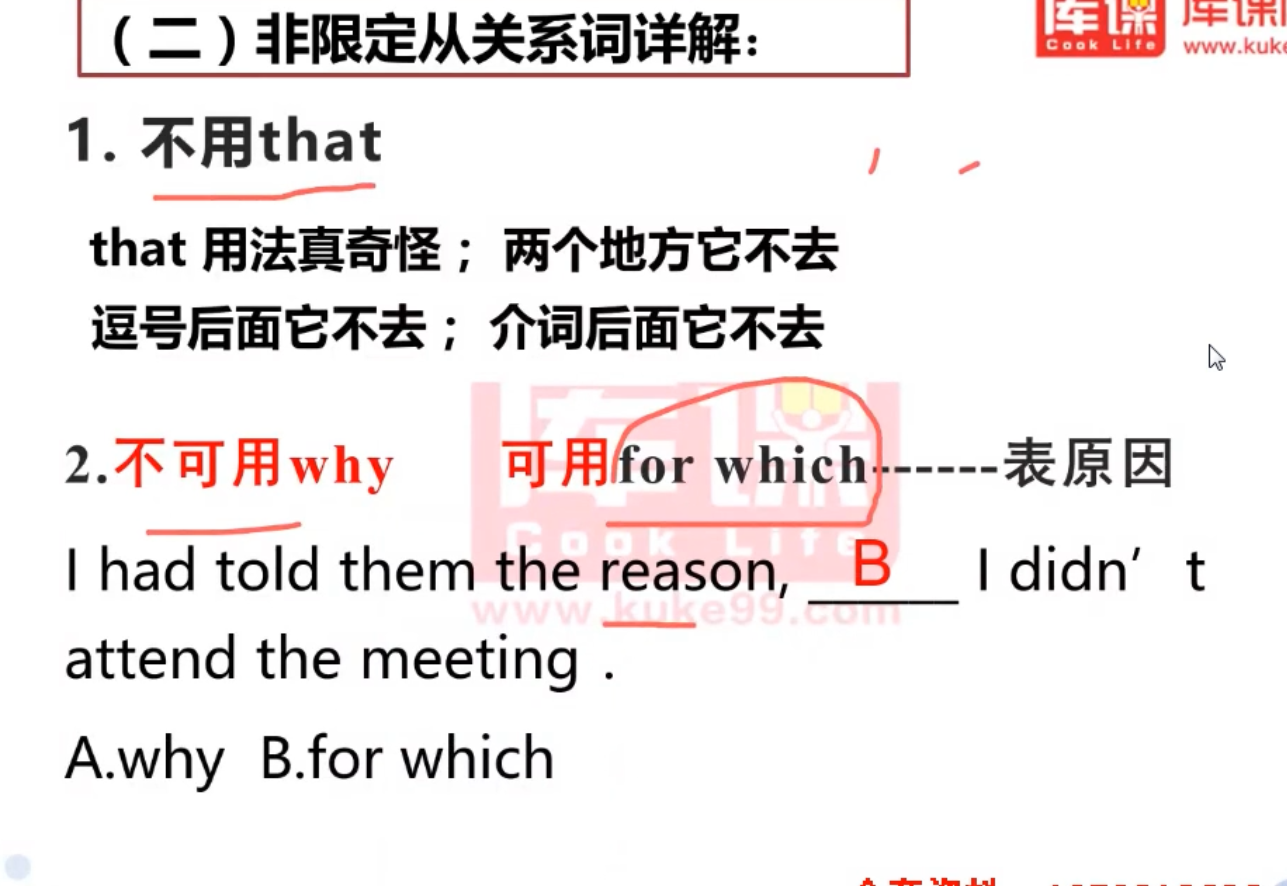 （二）非限定从关系词详解：
库课
Cook Life
库课
www.kuke
1. 不用that
that 用法真奇怪； 两个地方它不去
逗号后面它不去； 介词后面它不去
2.不可用why 可用for which------表原因
I had told them the reason, __B__ I didn’t
attend the meeting .
A.why B.for which
库课
Cook Life
www.kuke99.com